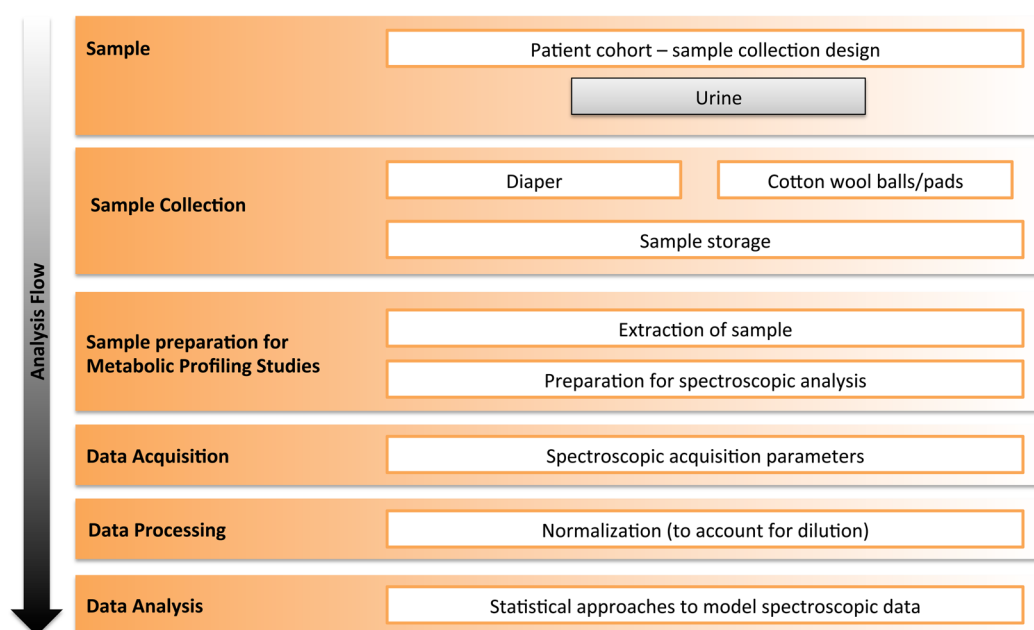 Analysis Flow
Sample
Patient cohort – sample collection design
Urine
Sample Collection
Diaper
Cotton wool balls/pads
Sample storage
Sample preparation for
Metabolic Profiling Studies
Extraction of sample
Preparation for spectroscopic analysis
Data Acquisition
Spectroscopic acquisition parameters
Data Processing
Normalization (to account for dilution)
Data Analysis
Statistical approaches to model spectroscopic data